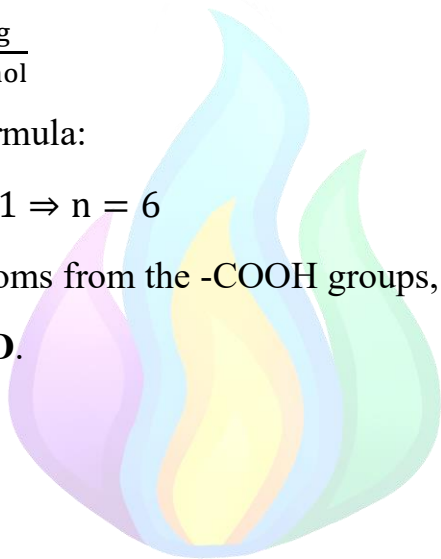 g
mol
rmula:
1 ⇒ n = 6
oms from the -COOH groups,
D.